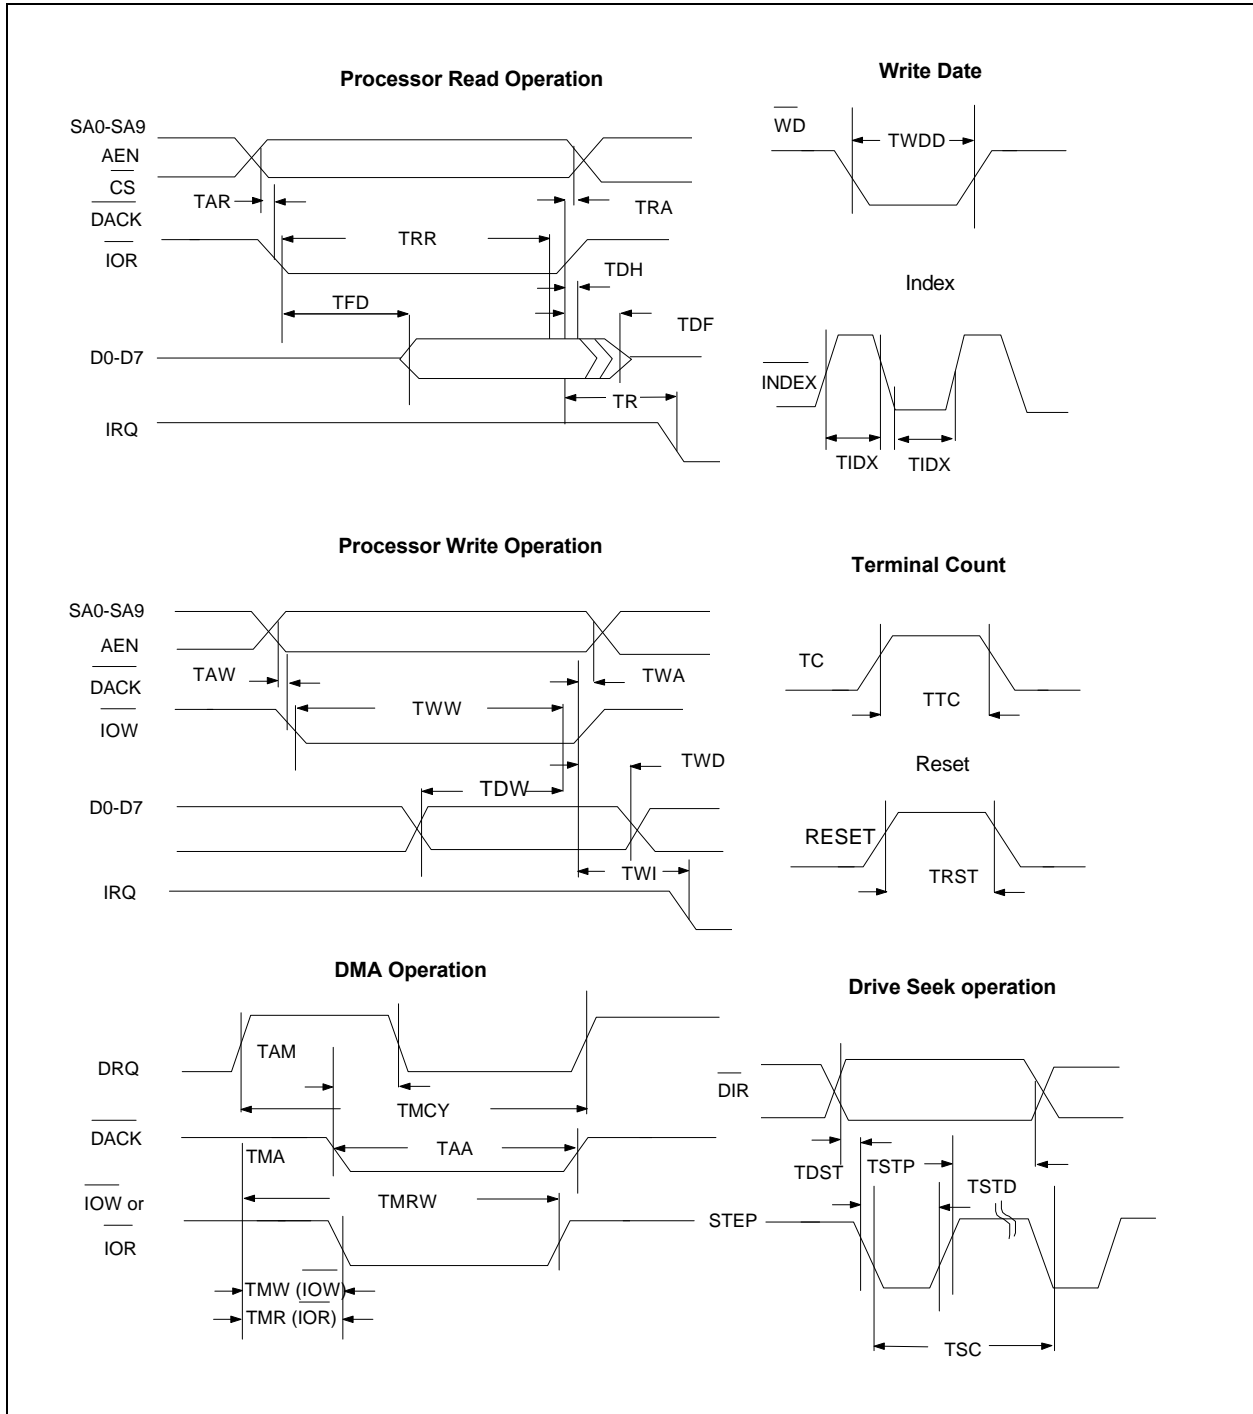 Processor Read Operation
SA0-SA9
AEN
CS
DACK
IOR
TAR
TRA
TRR
TDH
TFD
TDF
D0-D7
TR
IRQ
Write Date
WD
TWDD
Index
INDEX
TIDX
TIDX
Processor Write Operation
SA0-SA9
AEN
DACK
IOW
TAW
TWA
TWW
TWD
TDW
D0-D7
TWI
IRQ
Terminal Count
TC
TTC
Reset
RESET
TRST
DMA Operation
DRQ
TAM
TMCY
DACK
TMA
TAA
IOW or
IOR
TMRW
TMW (IOW)
TMR (IOR)
Drive Seek operation
DIR
TDST
TSTP
TSTD
STEP
TSC